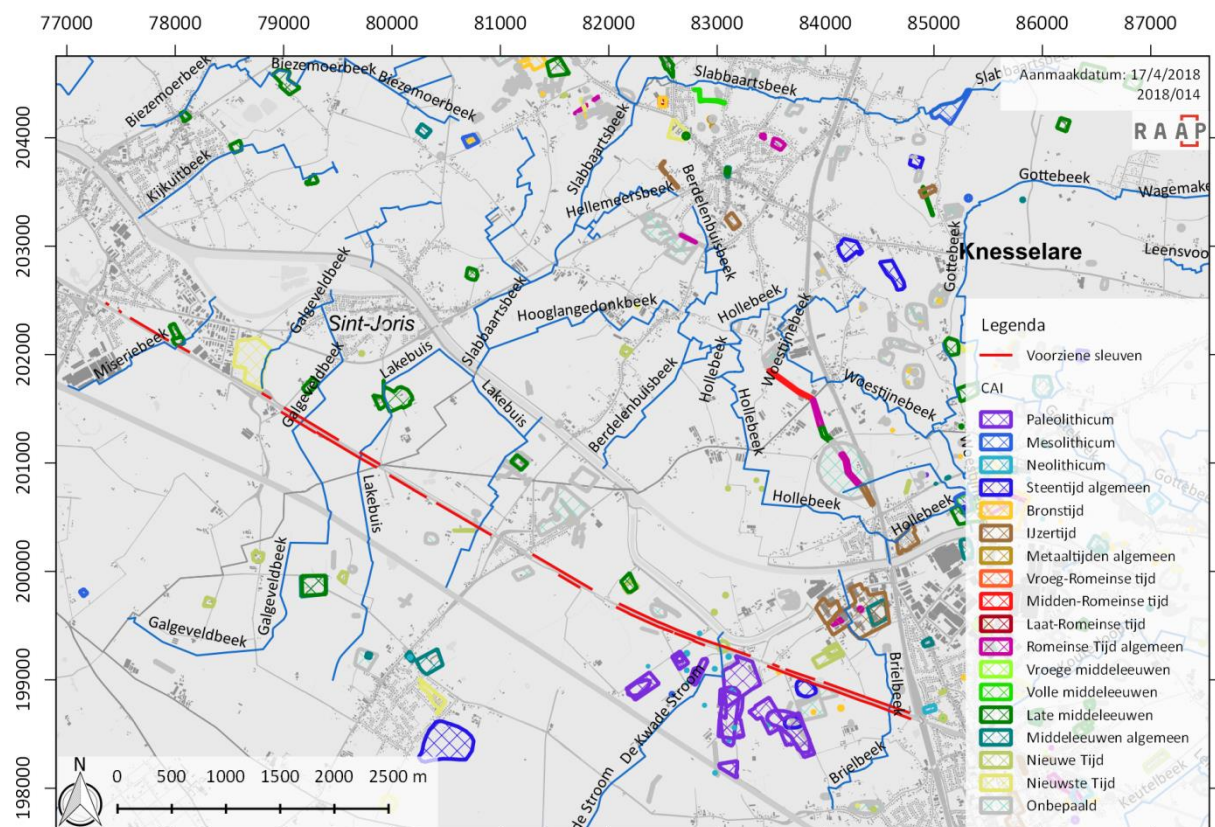 77000 78000 79000 80000 81000 82000 83000 84000 85000 86000 87000
204000
203000
202000
201000
200000
199000
198000
Biezemoerbeek
Biezemoerbeek
Biezemoerbeek
Slabbaartsbeek
Aanmaakdatum: 17/4/2018
2018/014
RAAP
Kijkuitbeek
Slabbaartsbeek
Hellemeersbeek
Berdelenbulsbeek
Gottebeek
Gottebeek
Knesselare
Leensvoo
Galgeveldbeek
Sint-Joris
Slabbaartsbeek
Hooglangedonkbeek
Hollebeek
Woestinebeek
Miseriebeek
Galgeveldbeek
Lakebuis
Lakebuis
Berdelenbulsbeek
Hollebeek
Hollebeek
Woestijnebeek
Lakebuis
Hollebeek
Hollebeek
Galgeveldbeek
Galgeveldbeek
De Kwade Stroom
de Stroom
Brielbeek
Brielbeek
Keutelbeek
Legenda
Voorziene sleuven
CAI
Paleolithicum
Mesolithicum
Neolithicum
Steentijd algemeen
Bronstijd
IJzertijd
Metaaltijden algemeen
Vroeg-Romeinse tijd
Midden-Romeinse tijd
Laat-Romeinse tijd
Romeinse Tijd algemeen
Vroege middeleeuwen
Volle middeleeuwen
Late middeleeuwen
Middeleeuwen algemeen
Nieuwe Tijd
Nieuwste Tijd
Onbepaald
N
0 500 1000 1500 2000 2500 m